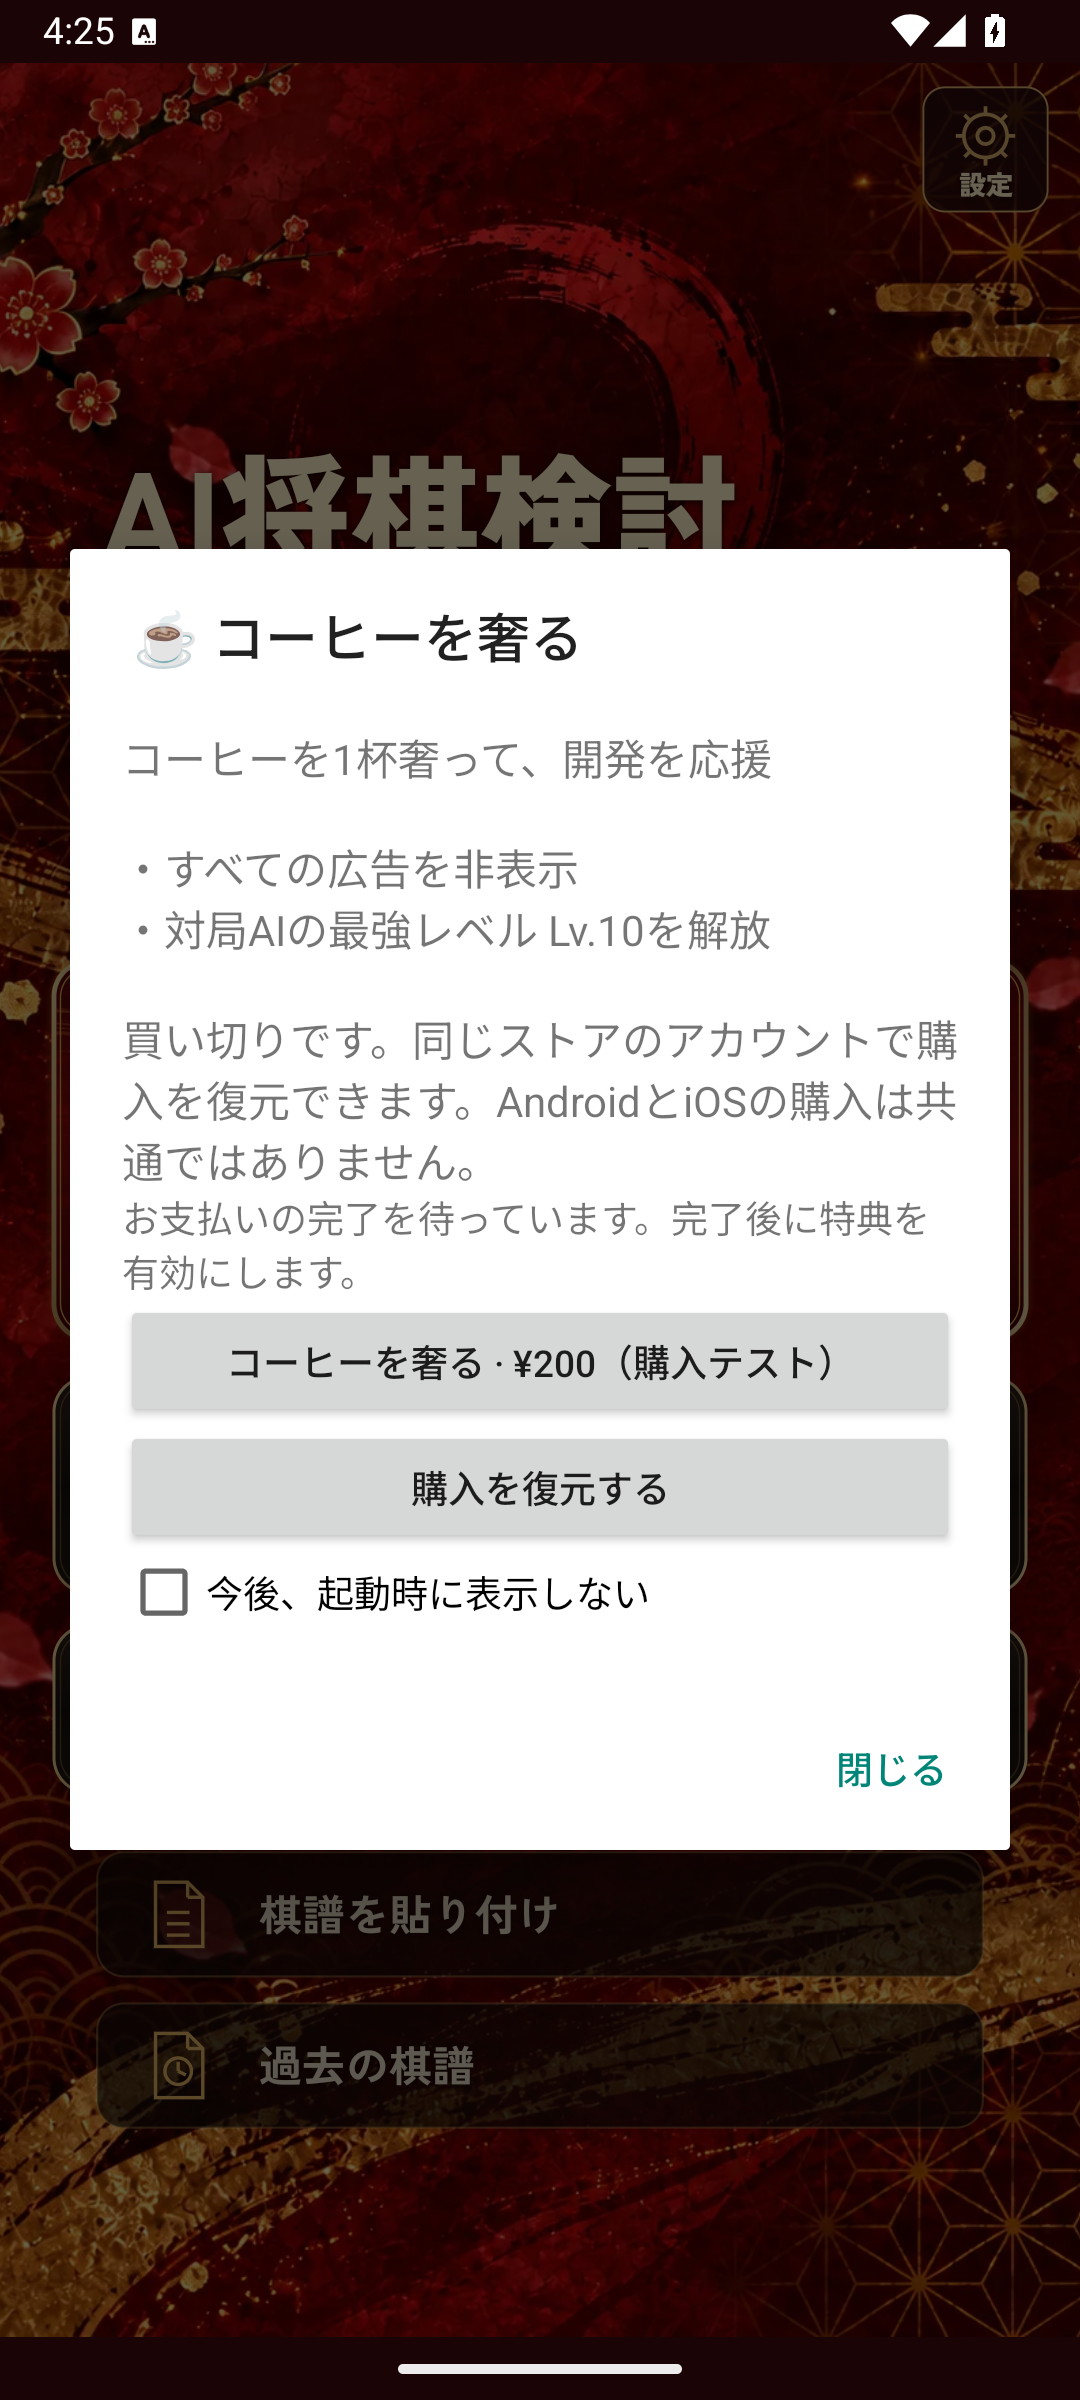 4:25
設定
AI将棋検討
☕ コーヒーを奢る
コーヒーを1杯奢って、開発を応援
・すべての広告を非表示
・対局AIの最強レベル Lv.10を解放
買い切りです。同じストアのアカウントで購
入を復元できます。AndroidとiOSの購入は共
通ではありません。
お支払いの完了を待っています。完了後に特典を
有効にします。
コーヒーを奢る · ¥200（購入テスト）
購入を復元する
今後、起動時に表示しない
閉じる
棋譜を貼り付け
過去の棋譜